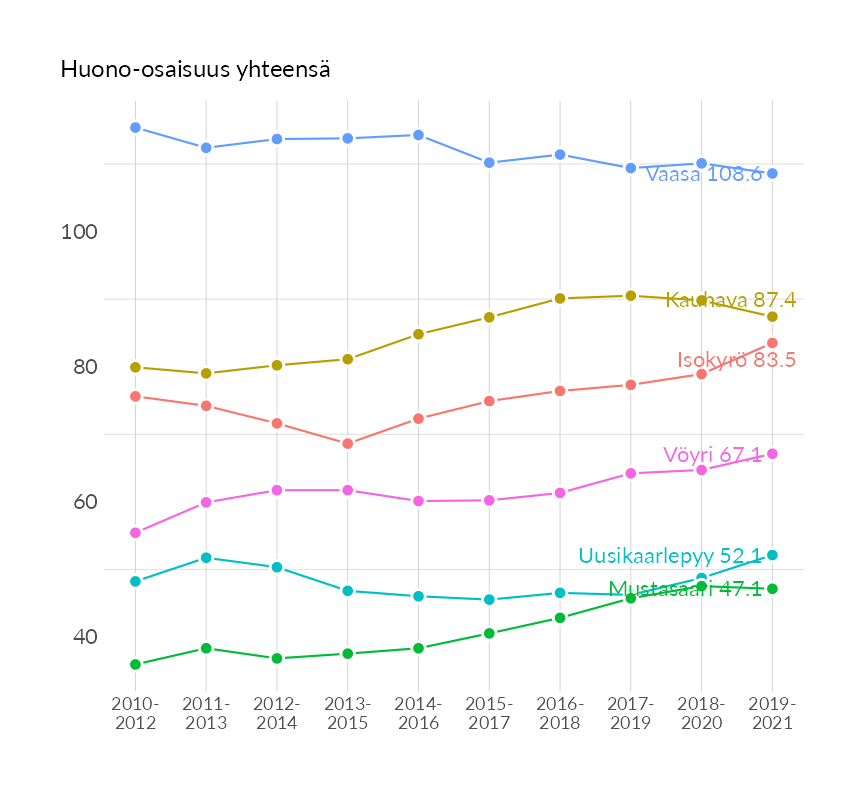 Huono-osaisuus yhteensä
Vaasa 108.6
100
Kauhava 87.4
80
Isokyrö 83.5
Vöyri 67.1
60
Uusikaarlepyy 52.1
Mustasaari 47.1
40
2010- 2011- 2012- 2013- 2014- 2015- 2016- 2017- 2018- 2019-
2012 2013 2014 2015 2016 2017 2018 2019 2020 2021